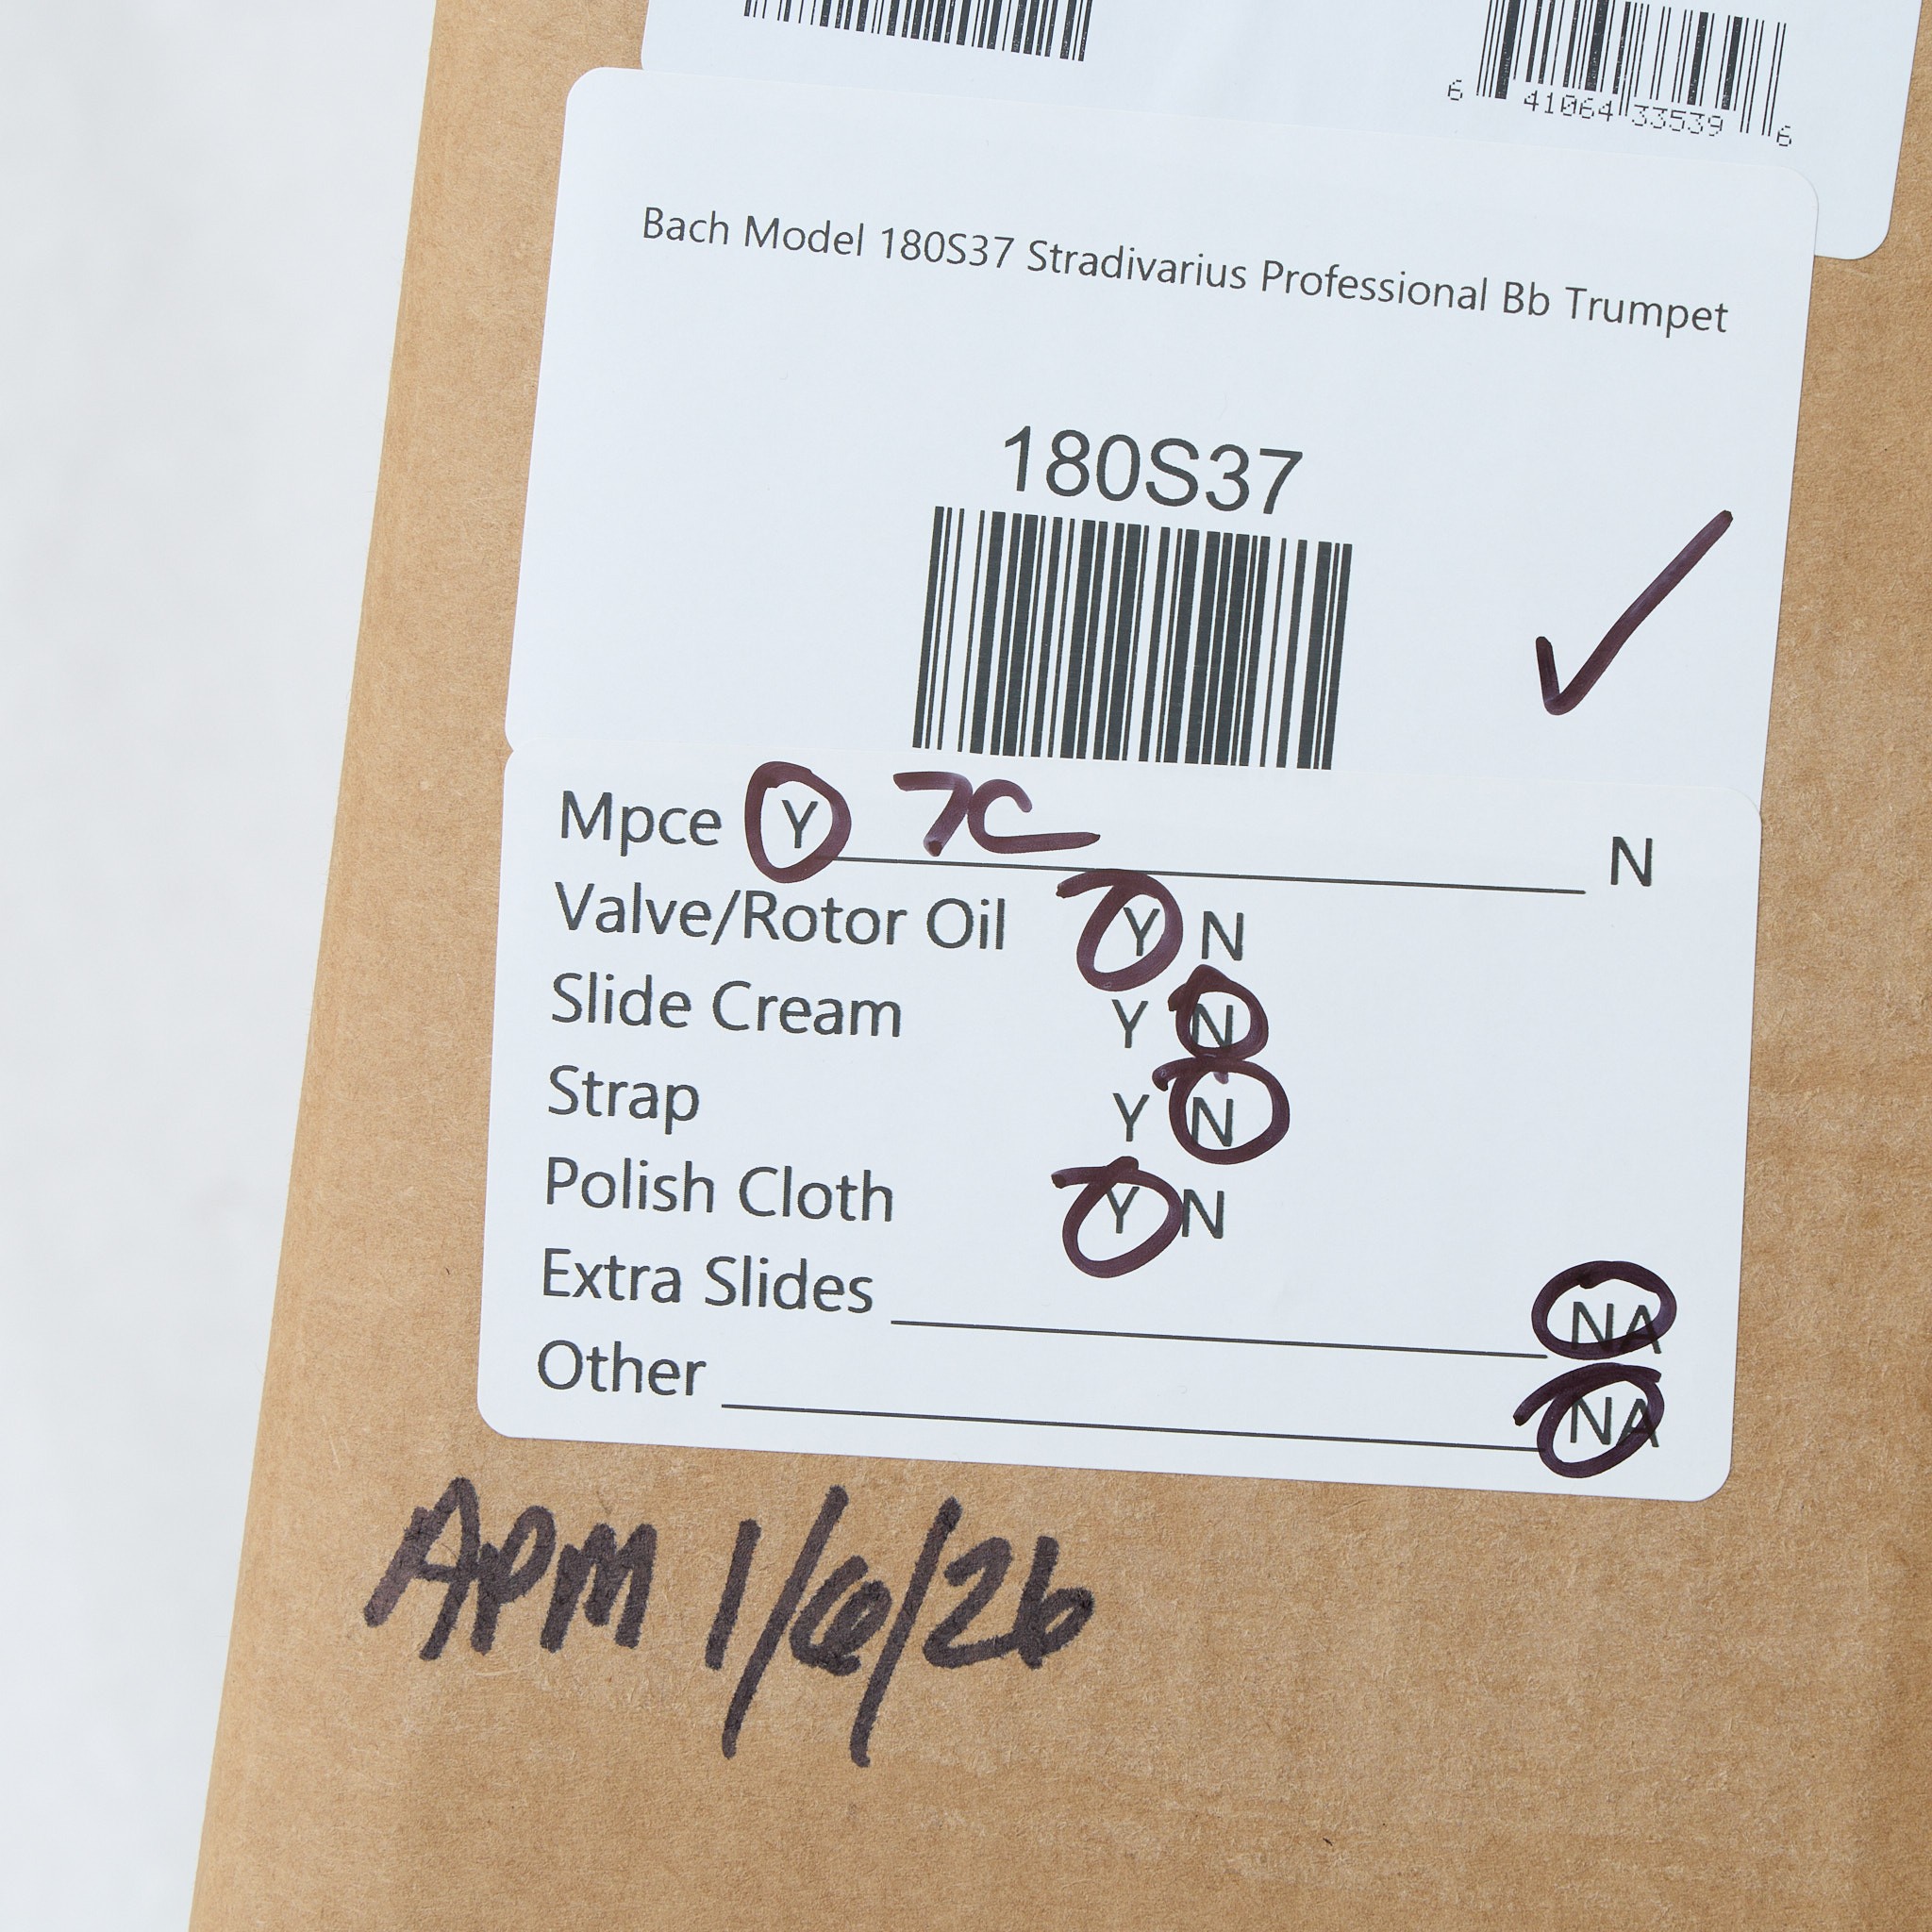 6 41064 33539 6
Bach Model 180S37 Stradivarius Professional Bb Trumpet
180S37
Mpce Y 7C N
Valve/Rotor Oil Y N
Slide Cream Y N
Strap Y N
Polish Cloth Y N
Extra Slides NA
Other NA
APM 1/6/26